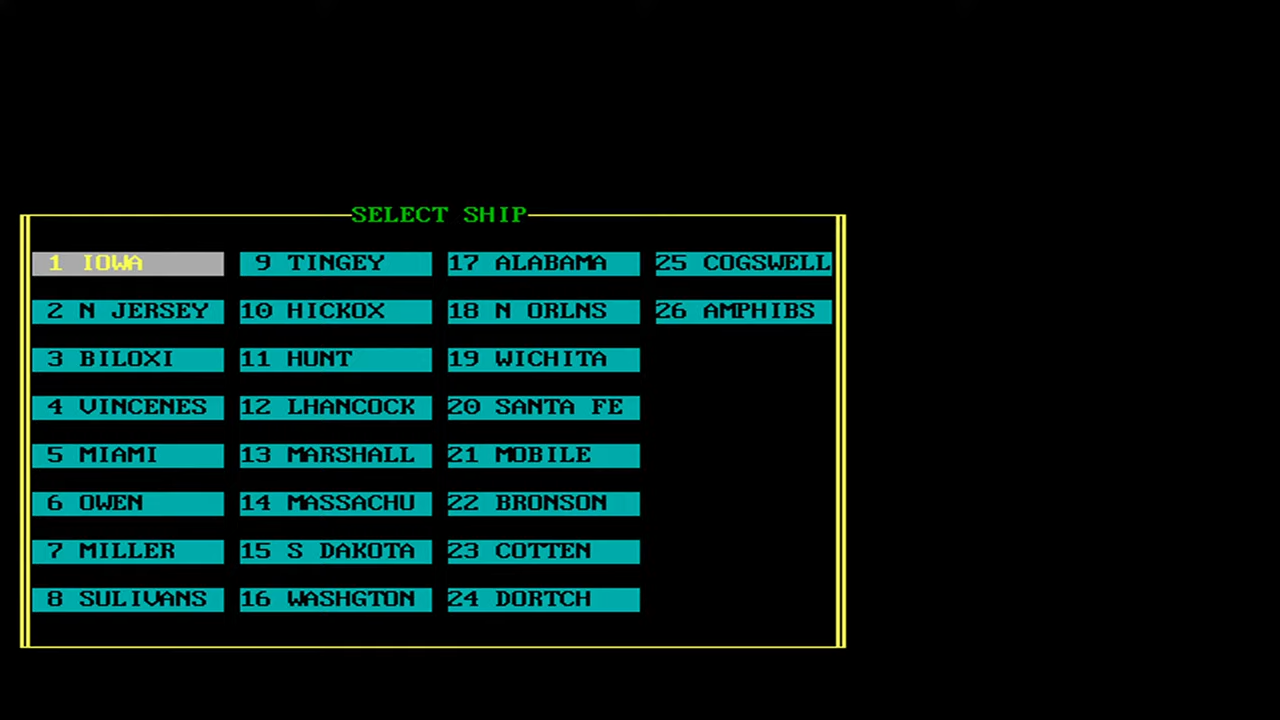 SELECT SHIP
1 IOWA 9 TINGEY 17 ALABAMA 25 COGSWELL
2 N JERSEY 10 HICKOX 18 N ORLNS 26 AMPHIBS
3 BILOXI 11 HUNT 19 WICHITA
4 VINCENES 12 LHANCOCK 20 SANTA FE
5 MIAMI 13 MARSHALL 21 MOBILE
6 OWEN 14 MASSACHU 22 BRONSON
7 MILLER 15 S DAKOTA 23 COTTEN
8 SULIVANS 16 WASHGTON 24 DORTCH